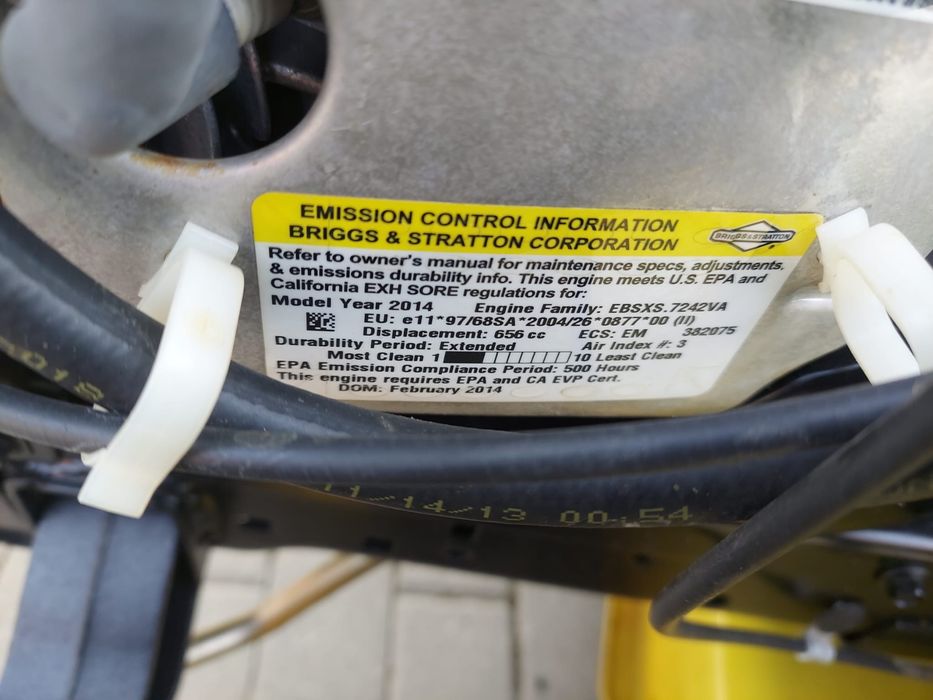 EMISSION CONTROL INFORMATION
BRIGGS & STRATTON CORPORATION
BRIGGS & STRATTON
Refer to owner's manual for maintenance specs, adjustments,
& emissions durability info. This engine meets U.S. EPA and
California EXH SORE regulations for:
Model Year 2014 Engine Family: EBSXS.7242VA
EU: e11*97/68SA*2004/26*0877*00 (II)
Displacement: 656 cc ECS: EM 382075
Durability Period: Extended Air Index #: 3
Most Clean 1 10 Least Clean
EPA Emission Compliance Period: 500 Hours
This engine requires EPA and CA EVP Cert.
DOM: February 2014
11-14-13 00:54